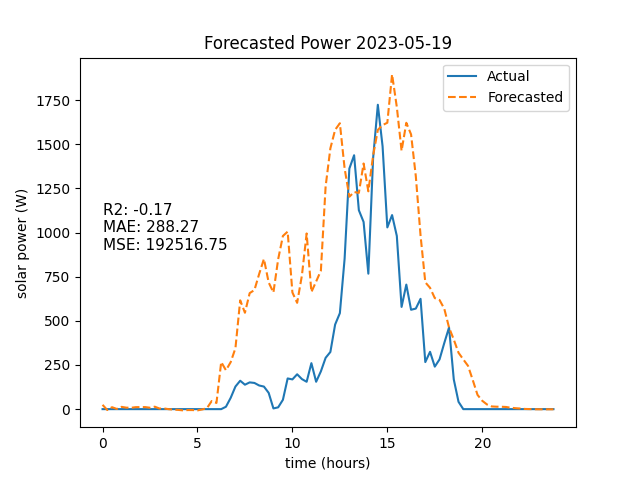 Forecasted Power 2023-05-19
Actual
Forecasted
R2: -0.17
MAE: 288.27
MSE: 192516.75
solar power (W)
1750
1500
1250
1000
750
500
250
0
0 5 10 15 20
time (hours)